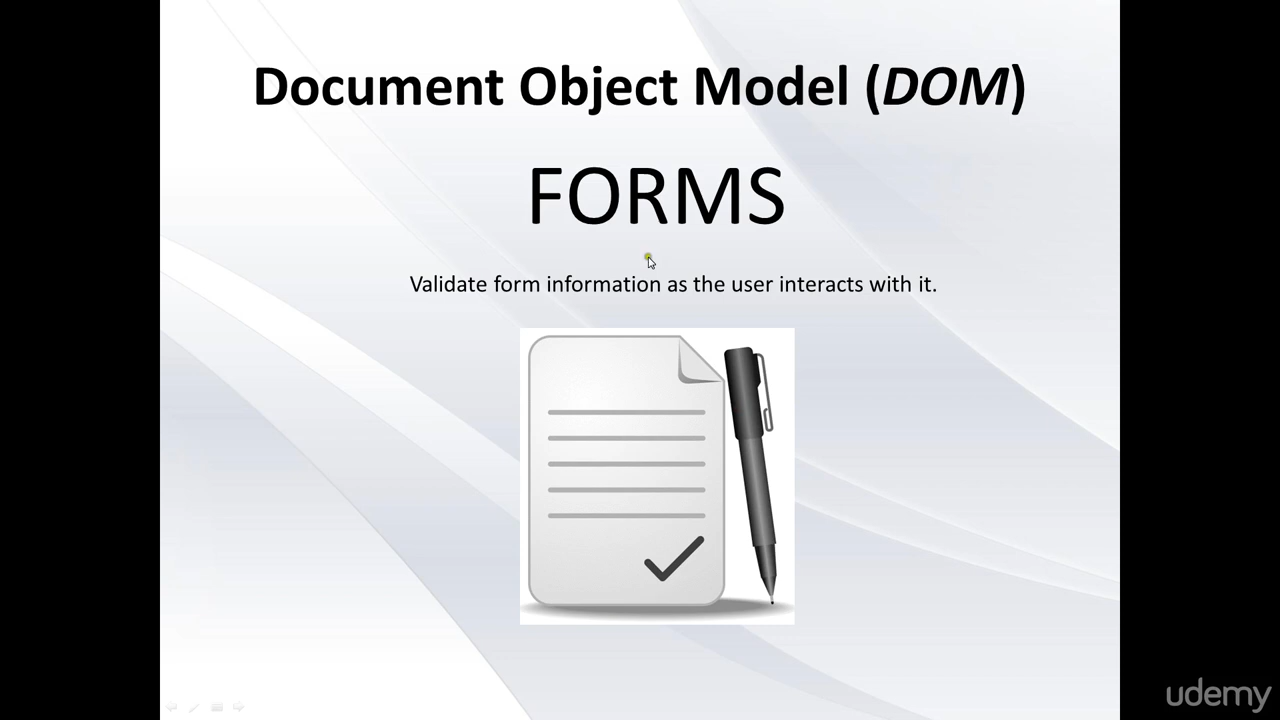 Document Object Model (DOM)
FORMS
Validate form information as the user interacts with it.
udemy